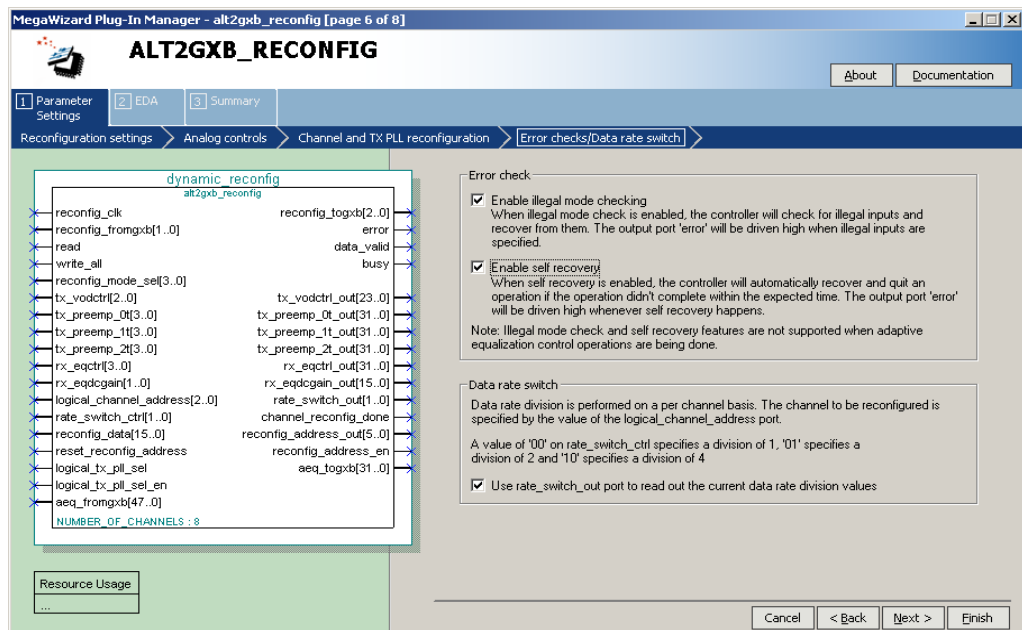 MegaWizard Plug-In Manager - alt2gxb_reconfig [page 6 of 8]
ALT2GXB_RECONFIG
About
Documentation
1 Parameter Settings
2 EDA
3 Summary
Reconfiguration settings
Analog controls
Channel and TX PLL reconfiguration
Error checks/Data rate switch
dynamic_reconfig
alt2gxb_reconfig
reconfig_clk
reconfig_fromgxb[1..0]
read
write_all
reconfig_mode_sel[3..0]
tx_vodctrl[2..0]
tx_preemp_0t[3..0]
tx_preemp_1t[3..0]
tx_preemp_2t[3..0]
rx_eqctrl[3..0]
rx_eqdcgain[1..0]
logical_channel_address[2..0]
rate_switch_ctrl[1..0]
reconfig_data[15..0]
reset_reconfig_address
logical_tx_pll_sel
logical_tx_pll_sel_en
aeq_fromgxb[47..0]
reconfig_togxb[2..0]
error
data_valid
busy
tx_vodctrl_out[23..0]
tx_preemp_0t_out[31..0]
tx_preemp_1t_out[31..0]
tx_preemp_2t_out[31..0]
rx_eqctrl_out[31..0]
rx_eqdcgain_out[15..0]
rate_switch_out[1..0]
channel_reconfig_done
reconfig_address_out[5..0]
reconfig_address_en
aeq_togxb[31..0]
NUMBER_OF_CHANNELS : 8
Resource Usage
...
Error check
Enable illegal mode checking
When illegal mode check is enabled, the controller will check for illegal inputs and
recover from them. The output port 'error' will be driven high when illegal inputs are
specified.
Enable self recovery
When self recovery is enabled, the controller will automatically recover and quit an
operation if the operation didn't complete within the expected time. The output port 'error'
will be driven high whenever self recovery happens.
Note: Illegal mode check and self recovery features are not supported when adaptive
equalization control operations are being done.
Data rate switch
Data rate division is performed on a per channel basis. The channel to be reconfigured is
specified by the value of the logical_channel_address port.
A value of '00' on rate_switch_ctrl specifies a division of 1, '01' specifies a
division of 2 and '10' specifies a division of 4
Use rate_switch_out port to read out the current data rate division values
Cancel
< Back
Next >
Finish